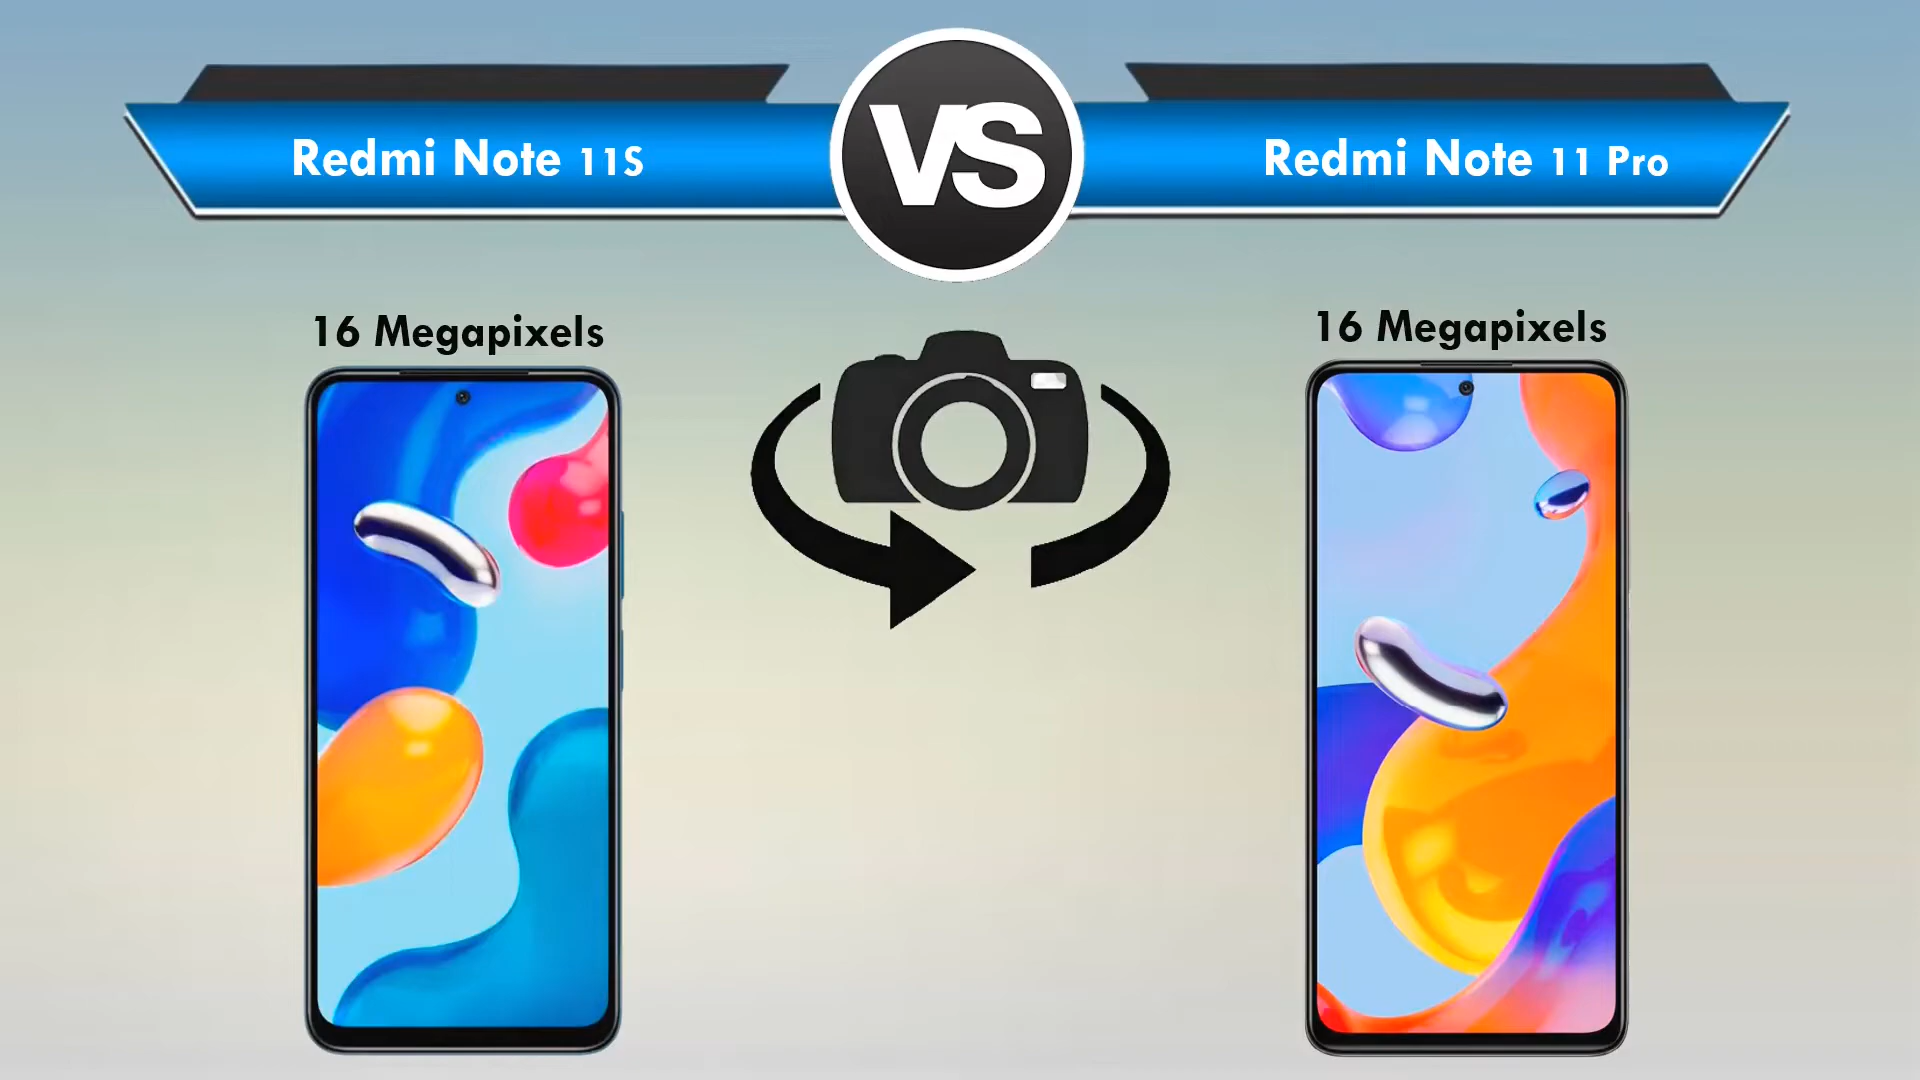 Redmi Note 11S
VS
Redmi Note 11 Pro
16 Megapixels
16 Megapixels